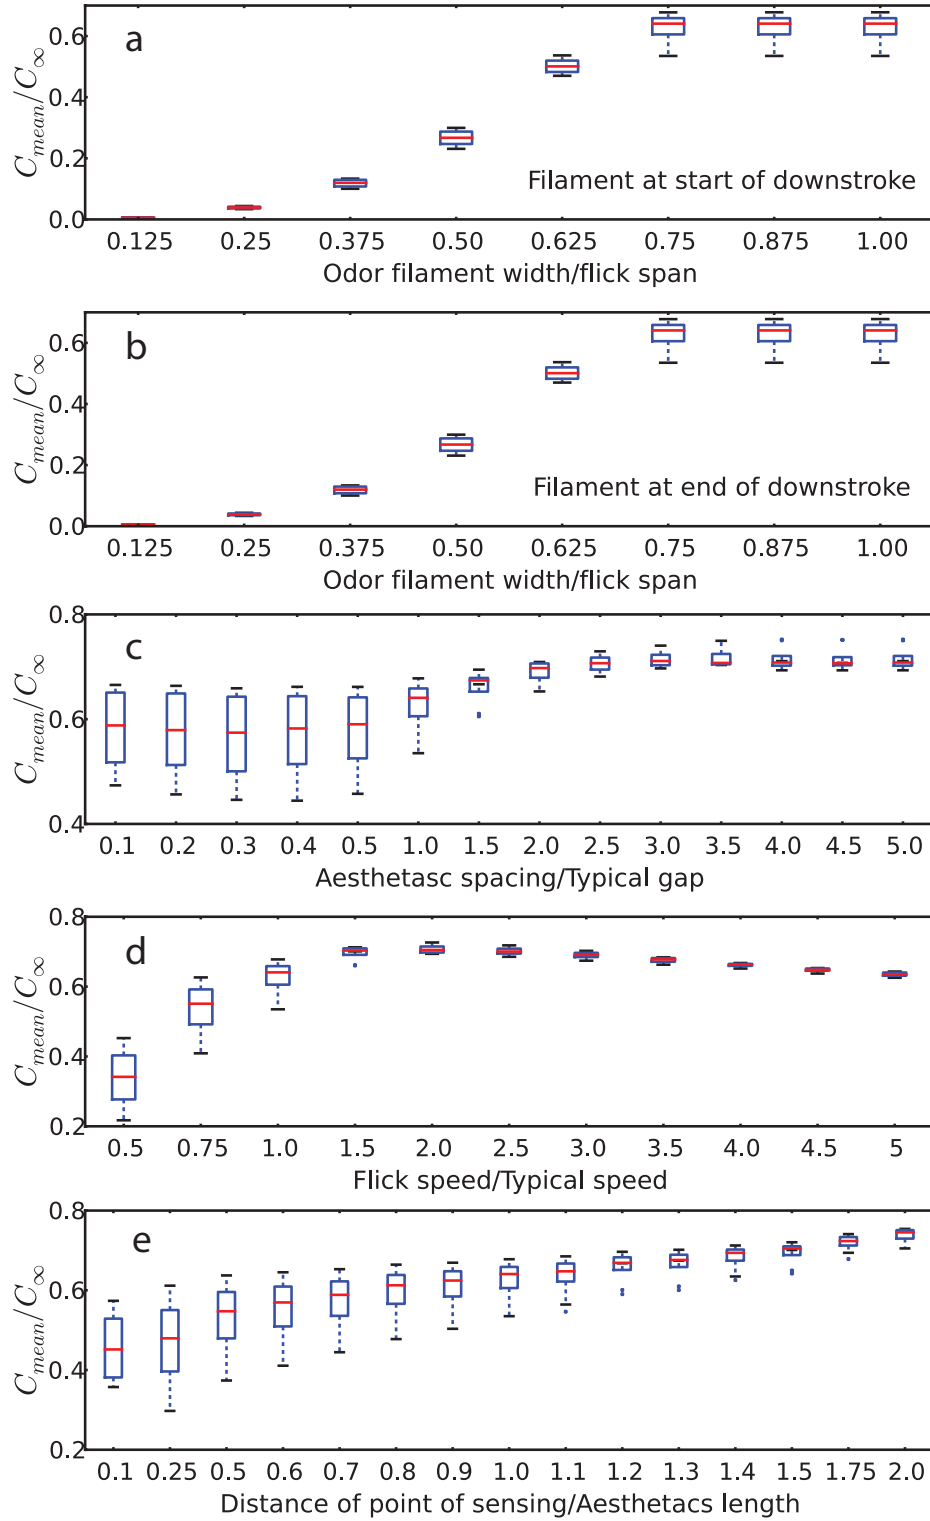 a
0.6
0.4
0.2
0.0
C_mean/C_∞
Filament at start of downstroke
0.125 0.25 0.375 0.50 0.625 0.75 0.875 1.00
Odor filament width/flick span
b
0.6
0.4
0.2
0.0
C_mean/C_∞
Filament at end of downstroke
0.125 0.25 0.375 0.50 0.625 0.75 0.875 1.00
Odor filament width/flick span
c
0.8
0.6
0.4
C_mean/C_∞
0.1 0.2 0.3 0.4 0.5 1.0 1.5 2.0 2.5 3.0 3.5 4.0 4.5 5.0
Aesthetasc spacing/Typical gap
d
0.8
0.6
0.4
0.2
C_mean/C_∞
0.5 0.75 1.0 1.5 2.0 2.5 3.0 3.5 4.0 4.5 5
Flick speed/Typical speed
e
0.8
0.6
0.4
0.2
C_mean/C_∞
0.1 0.25 0.5 0.6 0.7 0.8 0.9 1.0 1.1 1.2 1.3 1.4 1.5 1.75 2.0
Distance of point of sensing/Aesthetacs length